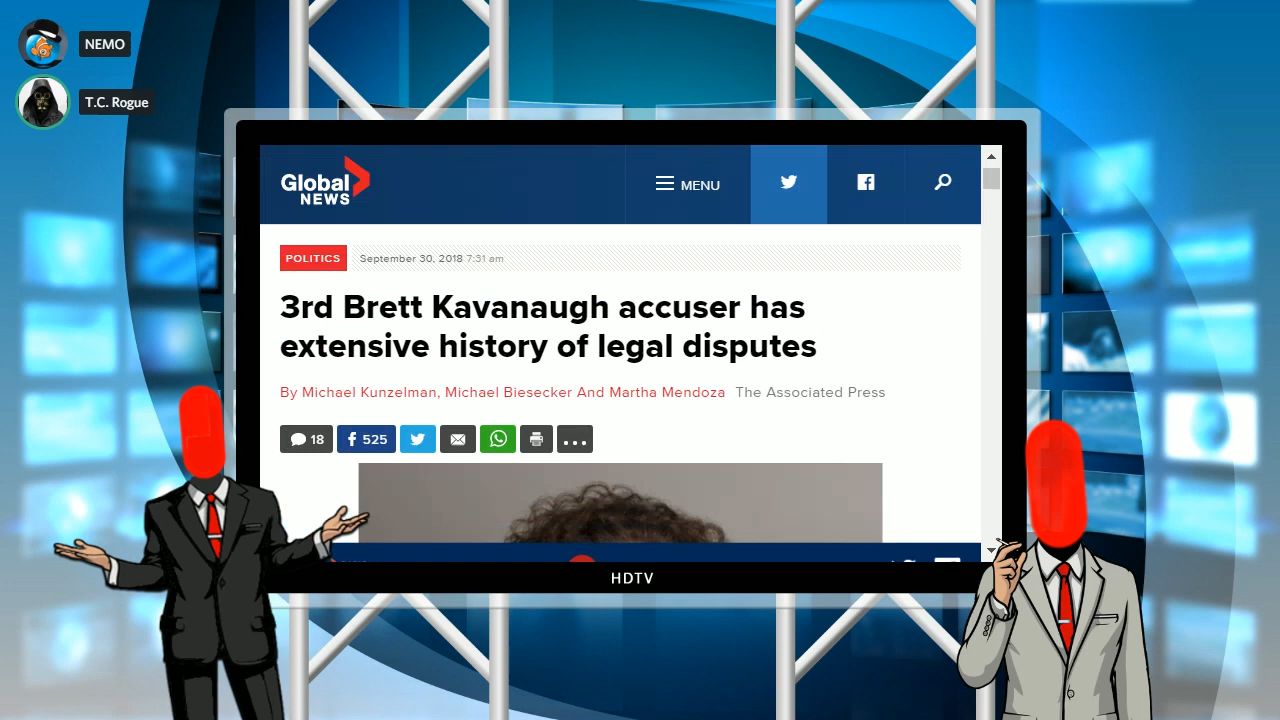 NEMO
T.C. Rogue
Global
NEWS
MENU
POLITICS September 30, 2018 7:31 am
3rd Brett Kavanaugh accuser has
extensive history of legal disputes
By Michael Kunzelman, Michael Biesecker And Martha Mendoza The Associated Press
18 525
HDTV